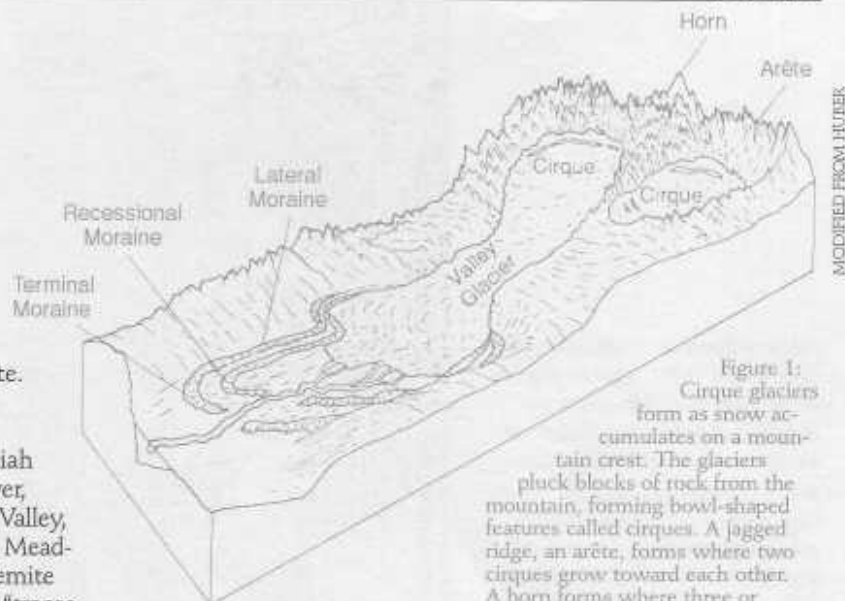 Horn
Arête
MODIFIED FROM HUBER
Cirque
Cirque
Lateral
Moraine
Recessional
Moraine
Valley
Glacier
Terminal
Moraine
te.
iah
er,
Valley,
Mead-
emite
Figure 1:
Cirque glaciers
form as snow ac-
cumulates on a moun-
tain crest. The glaciers
pluck blocks of rock from the
mountain, forming bowl-shaped
features called cirques. A jagged
ridge, an arête, forms where two
cirques grow toward each other.
A horn forms where three or